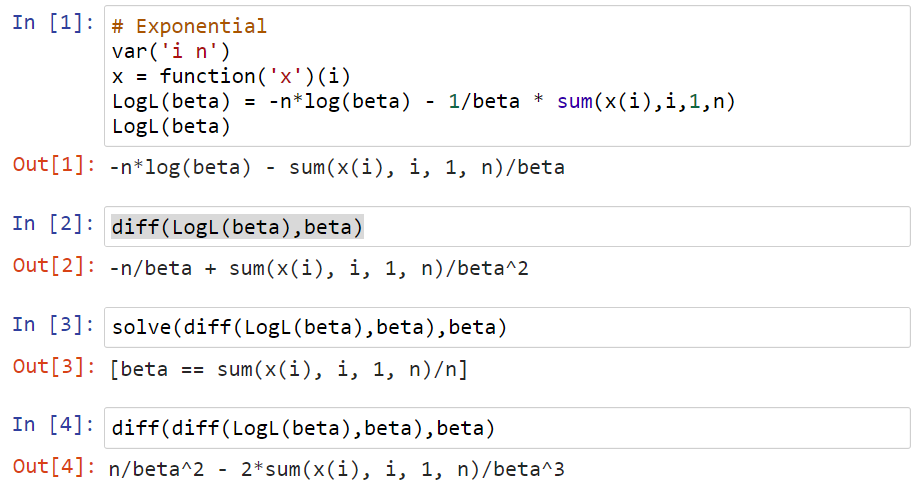 In [1]: # Exponential
var('i n')
x = function('x')(i)
LogL(beta) = -n*log(beta) - 1/beta * sum(x(i),i,1,n)
LogL(beta)
Out[1]: -n*log(beta) - sum(x(i), i, 1, n)/beta
In [2]: diff(LogL(beta),beta)
Out[2]: -n/beta + sum(x(i), i, 1, n)/beta^2
In [3]: solve(diff(LogL(beta),beta),beta)
Out[3]: [beta == sum(x(i), i, 1, n)/n]
In [4]: diff(diff(LogL(beta),beta),beta)
Out[4]: n/beta^2 - 2*sum(x(i), i, 1, n)/beta^3